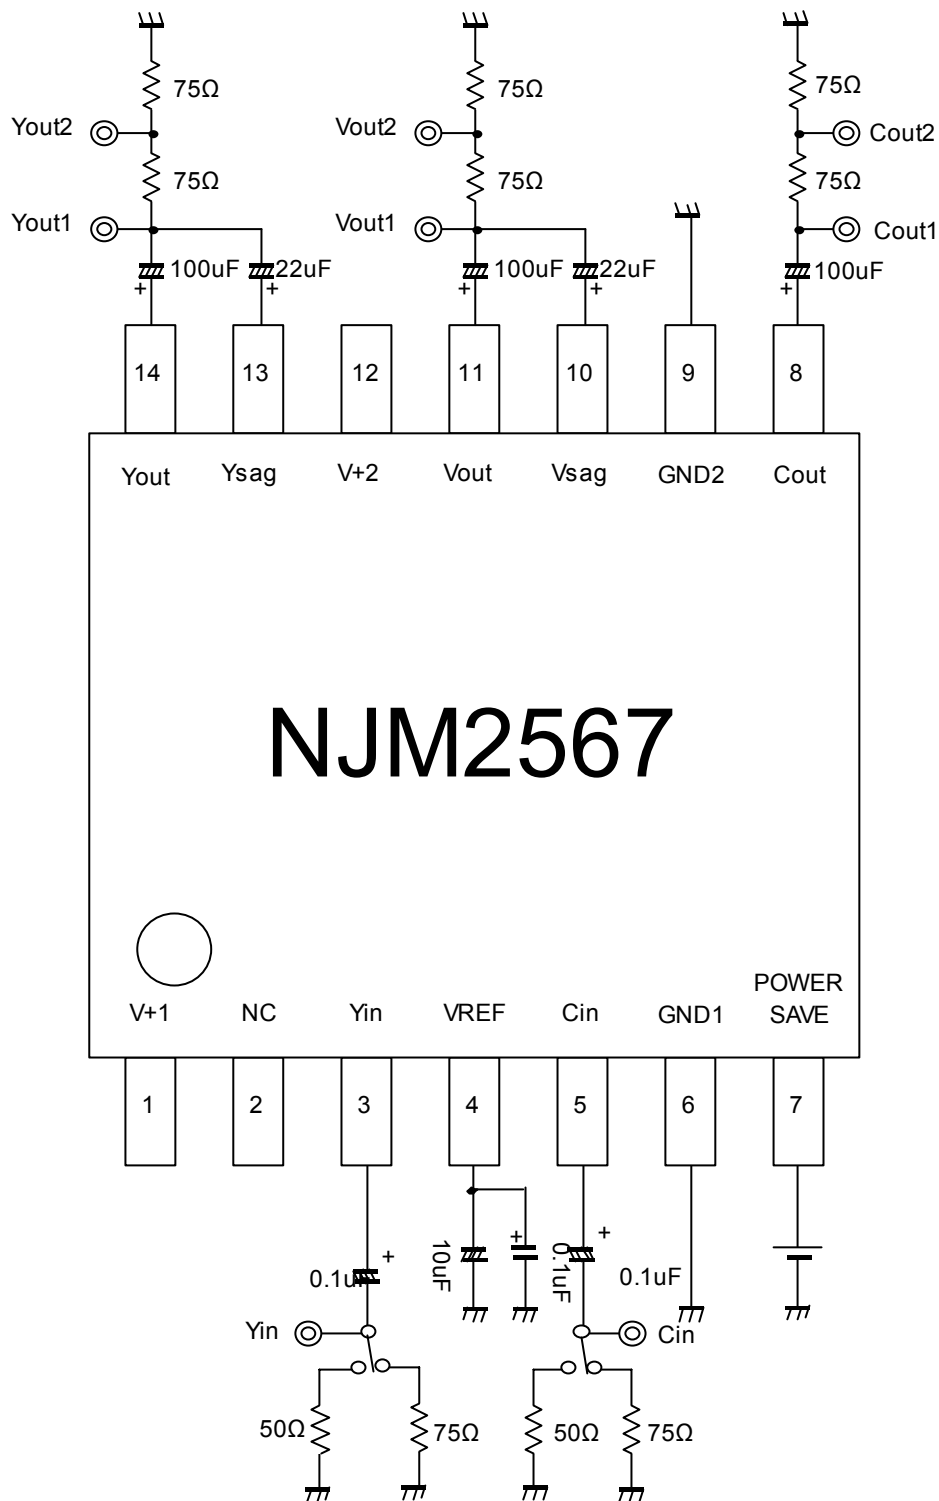 75Ω 75Ω 75Ω
Yout2 Vout2 Cout2
75Ω 75Ω 75Ω
Yout1 Vout1 Cout1
100uF 22uF 100uF 22uF 100uF
+ + + + +
14 13 12 11 10 9 8
Yout Ysag V+2 Vout Vsag GND2 Cout
NJM2567
POWER
V+1 NC Yin VREF Cin GND1 SAVE
1 2 3 4 5 6 7
+ + +
0.1uF 10uF 0.1uF 0.1uF
Yin Cin
50Ω 75Ω 50Ω 75Ω